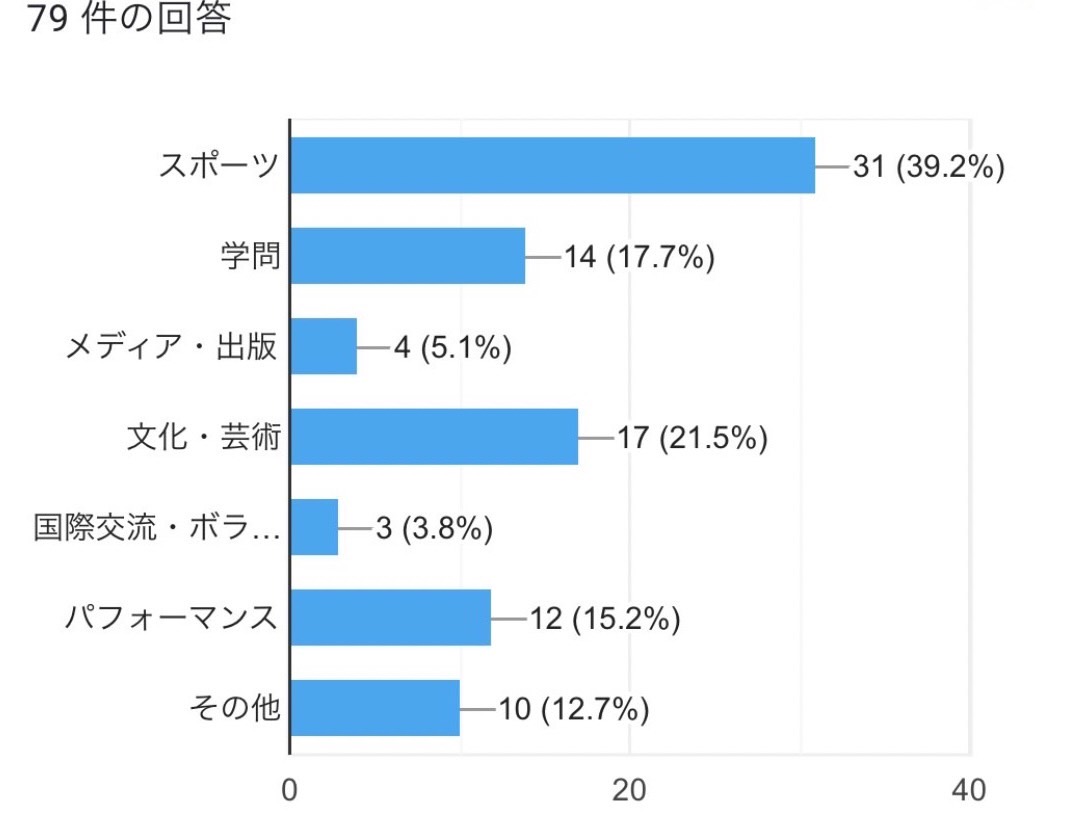 79 件の回答
スポーツ 31 (39.2%)
学問 14 (17.7%)
メディア・出版 4 (5.1%)
文化・芸術 17 (21.5%)
国際交流・ボラ… 3 (3.8%)
パフォーマンス 12 (15.2%)
その他 10 (12.7%)
0 20 40